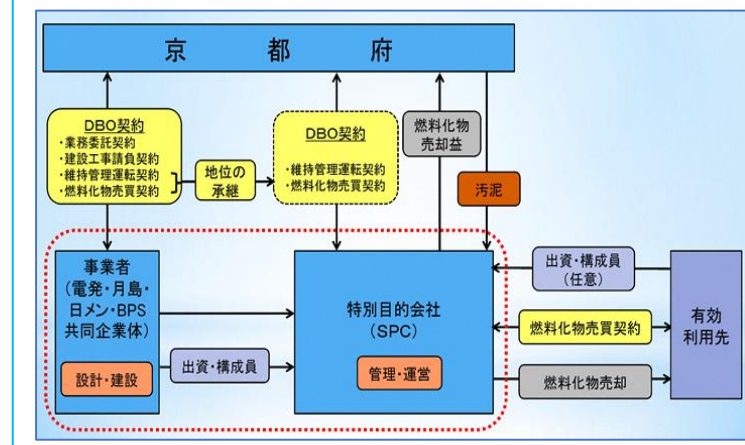 京都府
DBO契約
・業務委託契約
・建設工事請負契約
・維持管理運転契約
・燃料化物売買契約
地位の
承継
DBO契約
・維持管理運転契約
・燃料化物売買契約
燃料化物
売却益
汚泥
事業者
(電発・月島・
日メン・BPS
共同企業体)
設計・建設
出資・構成員
特別目的会社
(SPC)
管理・運営
出資・構成員
(任意)
燃料化物売買契約
燃料化物売却
有効
利用先